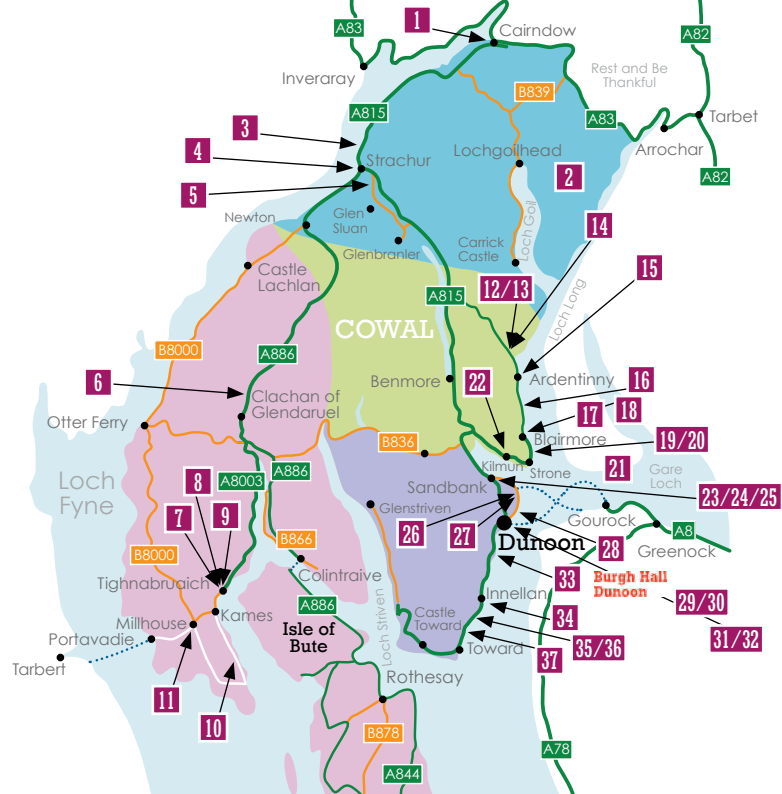 1
Cairndow
A83
A82
Inveraray
Rest and Be
Thankful
B839
A815
A83
Tarbet
3
Arrochar
Lochgoilhead
4
Strachur
A82
2
5
Glen
Sluan
Newton
Loch Goil
14
Glenbranter
Carrick
Castle
Castle
Lachlan
15
12/13
A815
Loch Long
COWAL
B8000
A886
6
Benmore
22
Ardentinny
16
Clachan of
Glendaruel
17
18
Otter Ferry
B836
Blairmore
19/20
Kilmun
Strone
21
Gare
Loch
Loch
Fyne
8
A8003
A886
Sandbank
23/24/25
7
9
Glenstriven
26
27
Gourock
A8
B866
Dunoon
28
Greenock
B8000
Colintraive
Tighnabruaich
33
Burgh Hall
Dunoon
Innellan
29/30
A886
Kames
Castle
Toward
34
Millhouse
Isle of
Bute
Portavadie
Loch Striven
31/32
35/36
Toward
37
Tarbert
Rothesay
11
10
B878
A78
A844